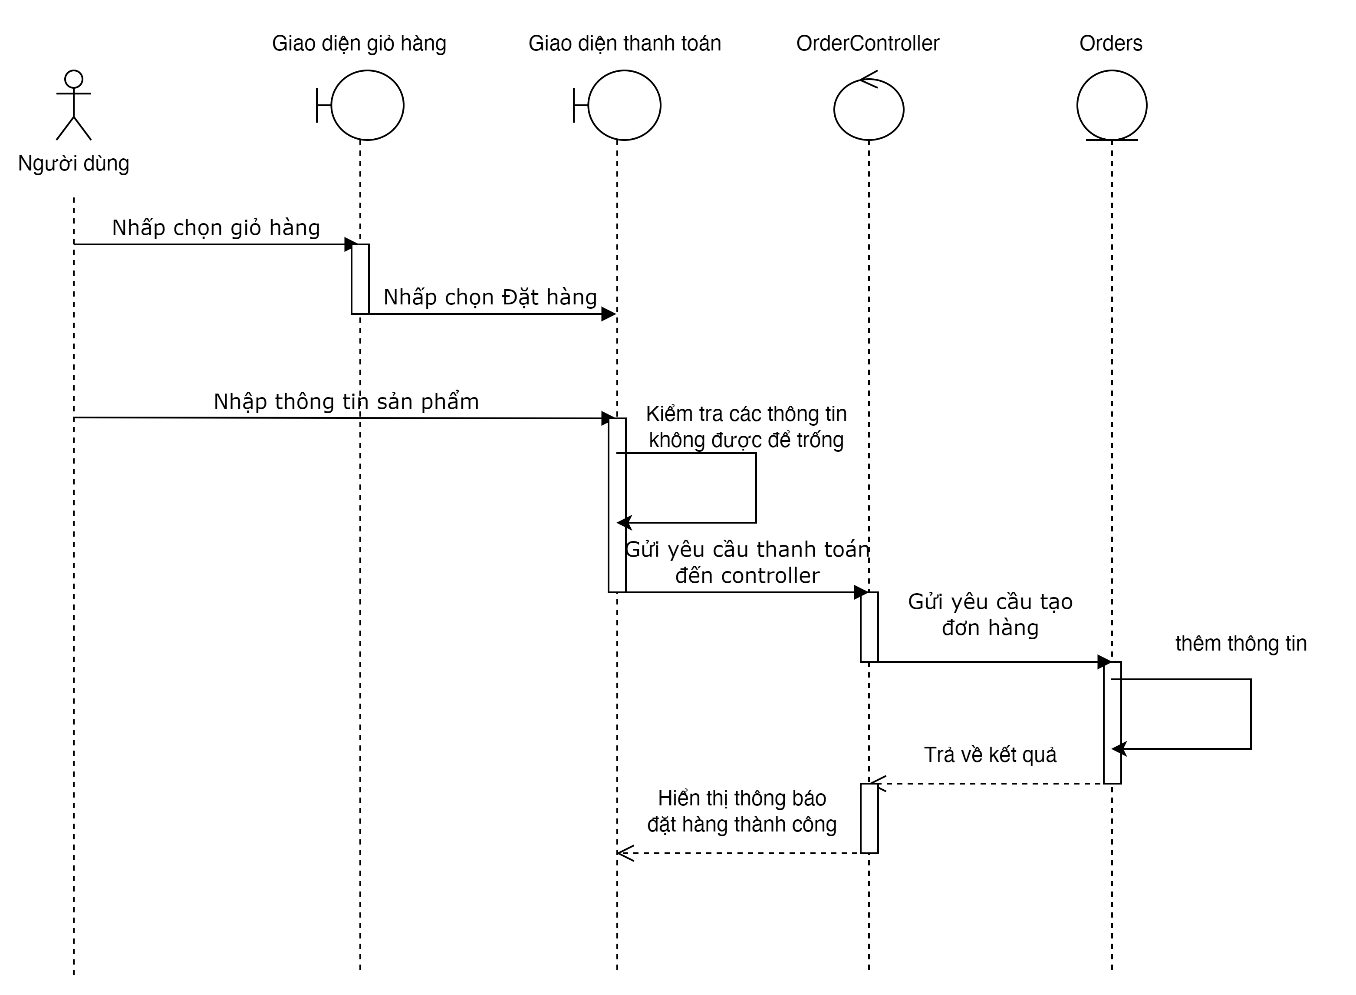 Giao diện giỏ hàng
Giao diện thanh toán
OrderController
Orders
Người dùng
Nhấp chọn giỏ hàng
Nhấp chọn Đặt hàng
Nhập thông tin sản phẩm
Kiểm tra các thông tin
không được để trống
Gửi yêu cầu thanh toán
đến controller
Gửi yêu cầu tạo
đơn hàng
thêm thông tin
Trả về kết quả
Hiển thị thông báo
đặt hàng thành công